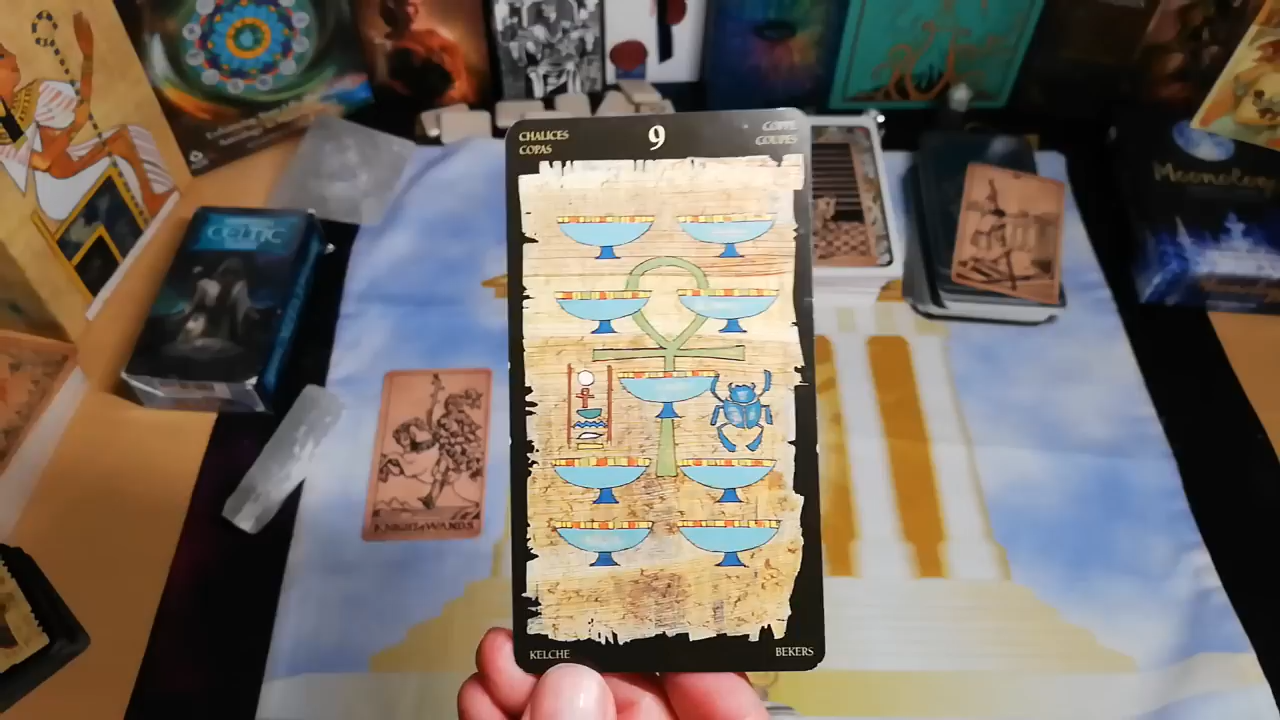 CHALICES
COPAS
9
COPPE
COUPES
CELTIC
KNIGHT of WANDS
KELCHE
BEKERS